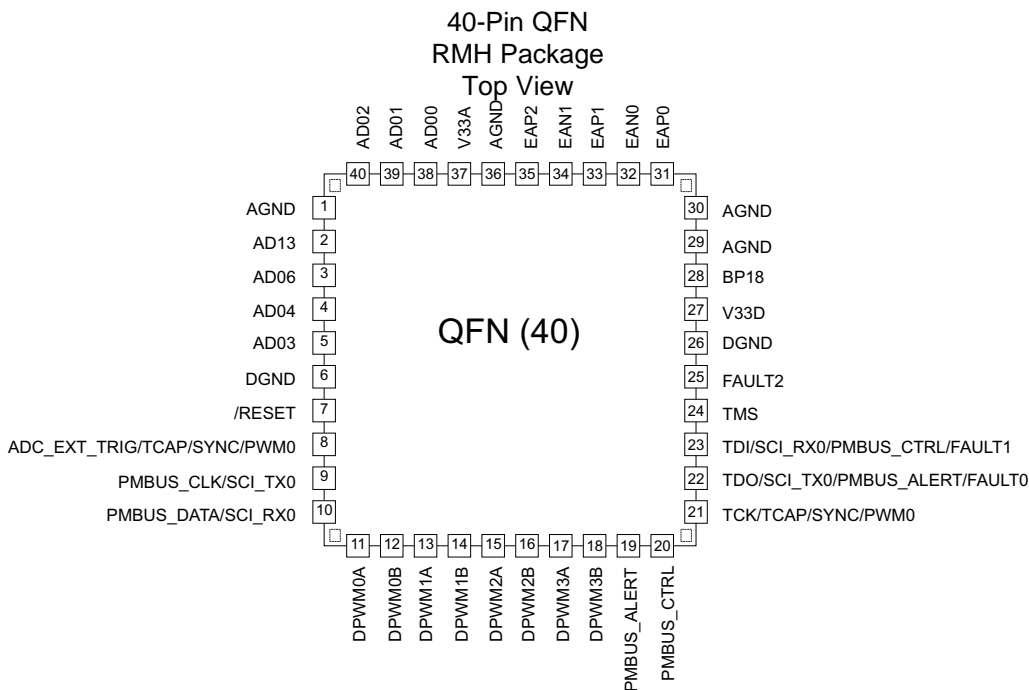 40-Pin QFN
RMH Package
Top View
AD02
AD01
AD00
V33A
AGND
EAP2
EAN1
EAP1
EAN0
EAP0
40
39
38
37
36
35
34
33
32
31
AGND 1
AD13 2
AD06 3
AD04 4
AD03 5
DGND 6
/RESET 7
ADC_EXT_TRIG/TCAP/SYNC/PWM0 8
PMBUS_CLK/SCI_TX0 9
PMBUS_DATA/SCI_RX0 10
QFN (40)
30 AGND
29 AGND
28 BP18
27 V33D
26 DGND
25 FAULT2
24 TMS
23 TDI/SCI_RX0/PMBUS_CTRL/FAULT1
22 TDO/SCI_TX0/PMBUS_ALERT/FAULT0
21 TCK/TCAP/SYNC/PWM0
11
12
13
14
15
16
17
18
19
20
DPWM0A
DPWM0B
DPWM1A
DPWM1B
DPWM2A
DPWM2B
DPWM3A
DPWM3B
PMBUS_ALERT
PMBUS_CTRL